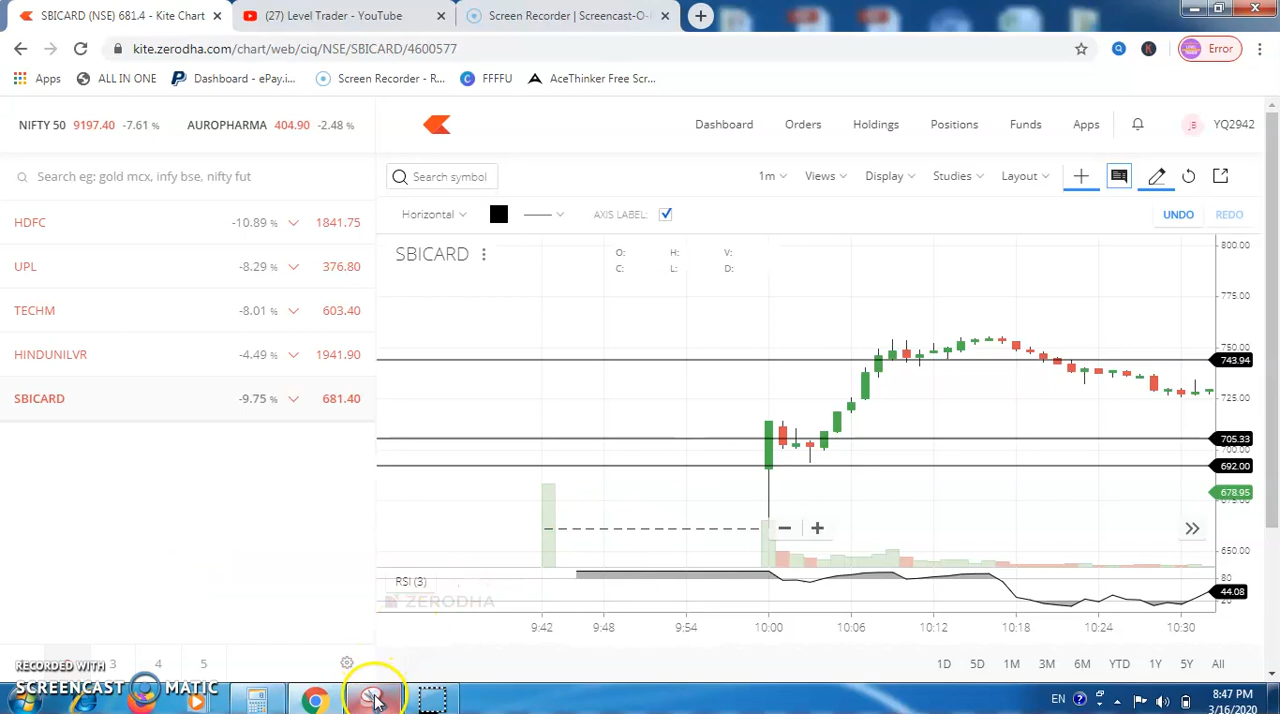 SBICARD (NSE) 681.4 - Kite Chart
(27) Level Trader - YouTube
Screen Recorder | Screencast-O-
kite.zerodha.com/chart/web/ciq/NSE/SBICARD/4600577
K
Error
Apps
ALL IN ONE
Dashboard - ePay.i...
Screen Recorder - R...
C
FFFFU
AceThinker Free Scr...
NIFTY 50 9197.40 -7.61 %
AUROPHARMA 404.90 -2.48 %
Dashboard
Orders
Holdings
Positions
Funds
Apps
JB
YQ2942
Search eg: gold mcx, infy bse, nifty fut
Search symbol
1m
Views
Display
Studies
Layout
HDFC -10.89 % 1841.75
UPL -8.29 % 376.80
TECHM -8.01 % 603.40
HINDUNILVR -4.49 % 1941.90
SBICARD -9.75 % 681.40
Horizontal
AXIS LABEL:
UNDO
REDO
SBICARD
O: H: V:
C: L: D:
800.00
775.00
750.00
743.94
725.00
705.33
700.00
692.00
678.95
650.00
RSI (3)
80
44.08
20
ZERODHA
9:42 9:48 9:54 10:00 10:06 10:12 10:18 10:24 10:30
3 4 5
1D 5D 1M 3M 6M YTD 1Y 5Y All
RECORDED WITH
SCREENCAST MATIC
EN
8:47 PM
3/16/2020